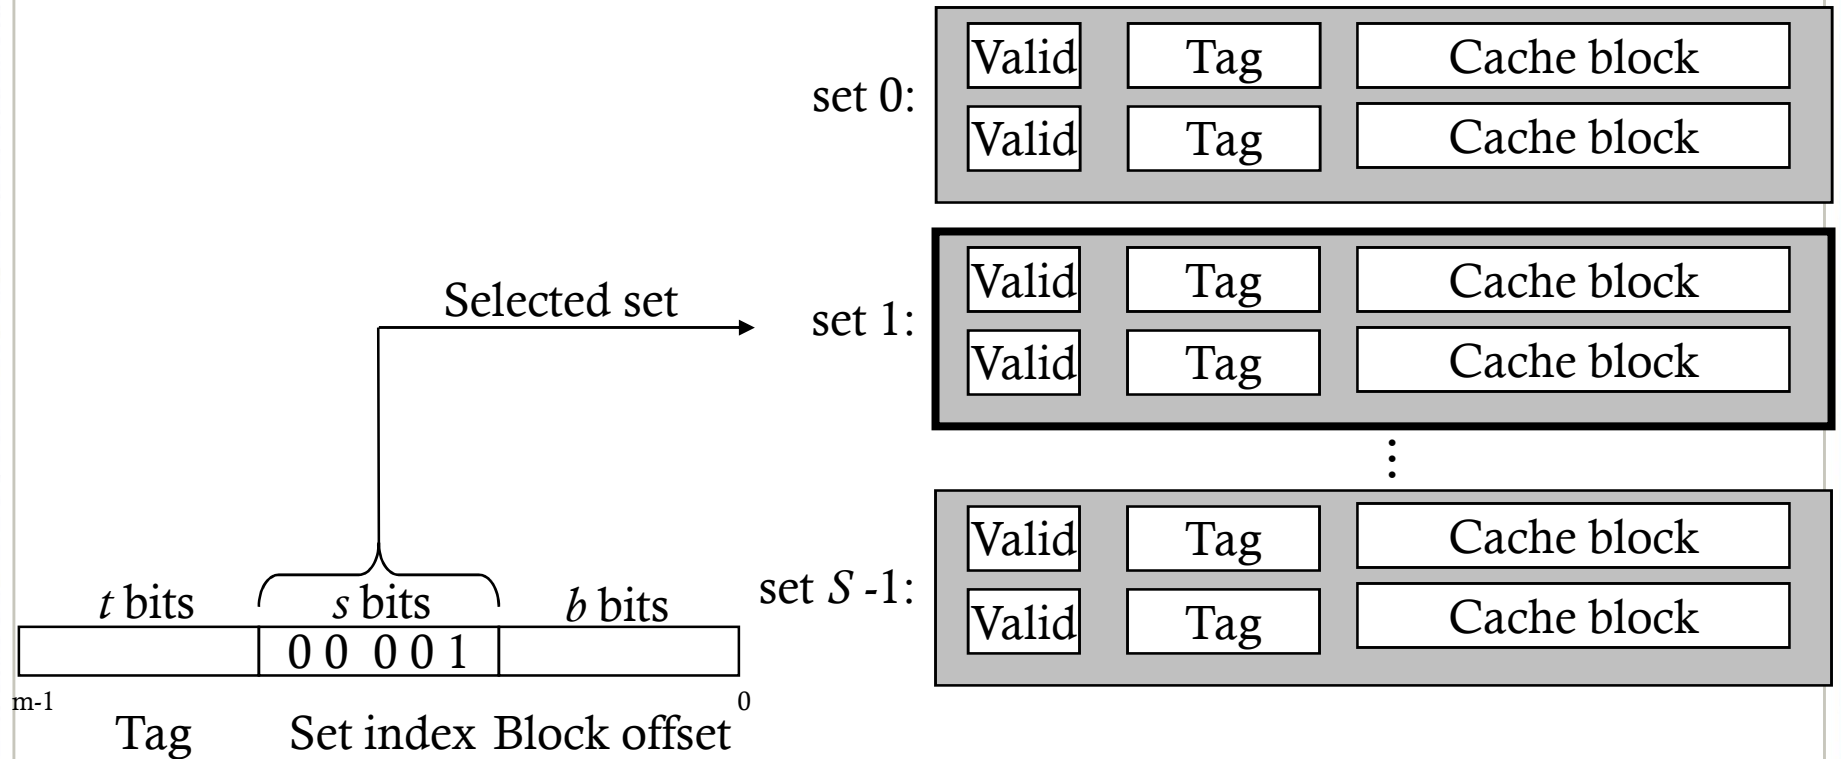 Valid Tag Cache block
set 0:
Valid Tag Cache block
Valid Tag Cache block
Selected set
set 1:
Valid Tag Cache block
⋮
Valid Tag Cache block
t bits s bits b bits
set S -1:
Valid Tag Cache block
0 0 0 0 1
m-1 0
Tag Set index Block offset